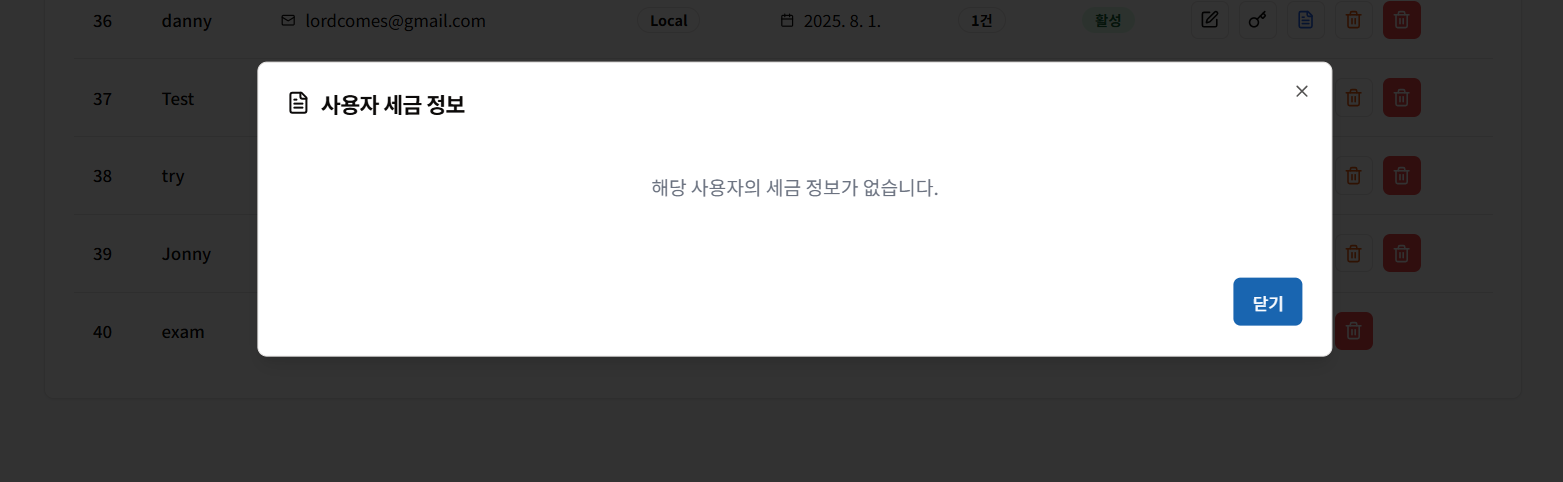 36 danny lordcomes@gmail.com Local 2025. 8. 1. 1건 활성
사용자 세금 정보
37 Test
해당 사용자의 세금 정보가 없습니다.
38 try
39 Jonny
닫기
40 exam